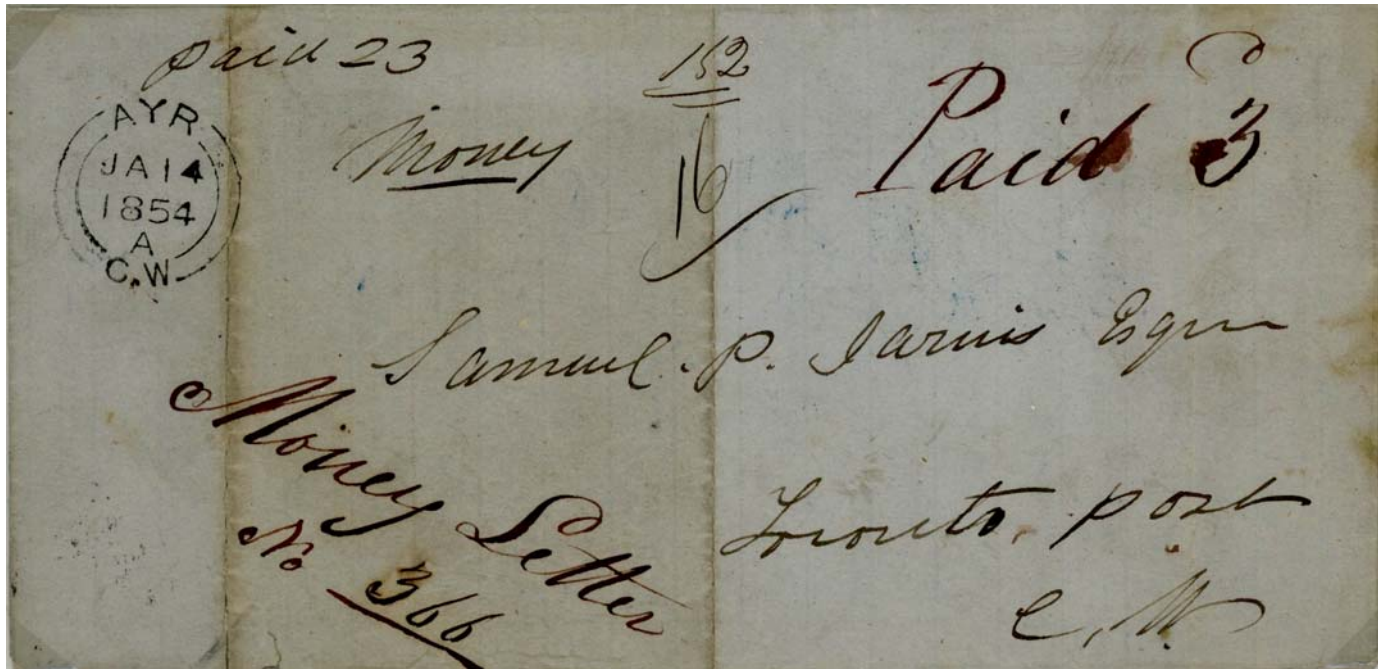 paid 23
152
16
Money
Paid 3
AYR
JA 14
1854
A
C.W.
Samuel. P. Jarvis Esqr
Money Letter
No 366
Toronto. post
C, W